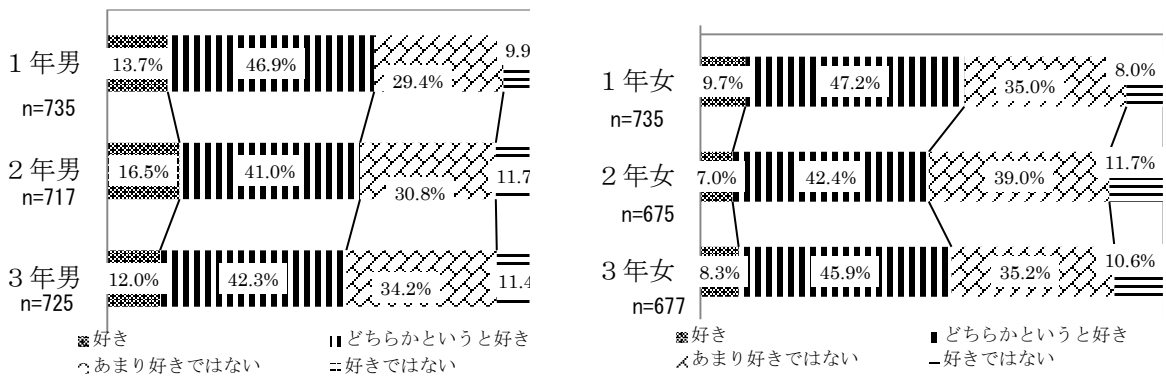 1年男
n=735
13.7%
46.9%
29.4%
9.9
2年男
n=717
16.5%
41.0%
30.8%
11.7
3年男
n=725
12.0%
42.3%
34.2%
11.4
好き
どちらかというと好き
あまり好きではない
好きではない
1年女
n=735
9.7%
47.2%
35.0%
8.0%
2年女
n=675
7.0%
42.4%
39.0%
11.7%
3年女
n=677
8.3%
45.9%
35.2%
10.6%
好き
どちらかというと好き
あまり好きではない
好きではない